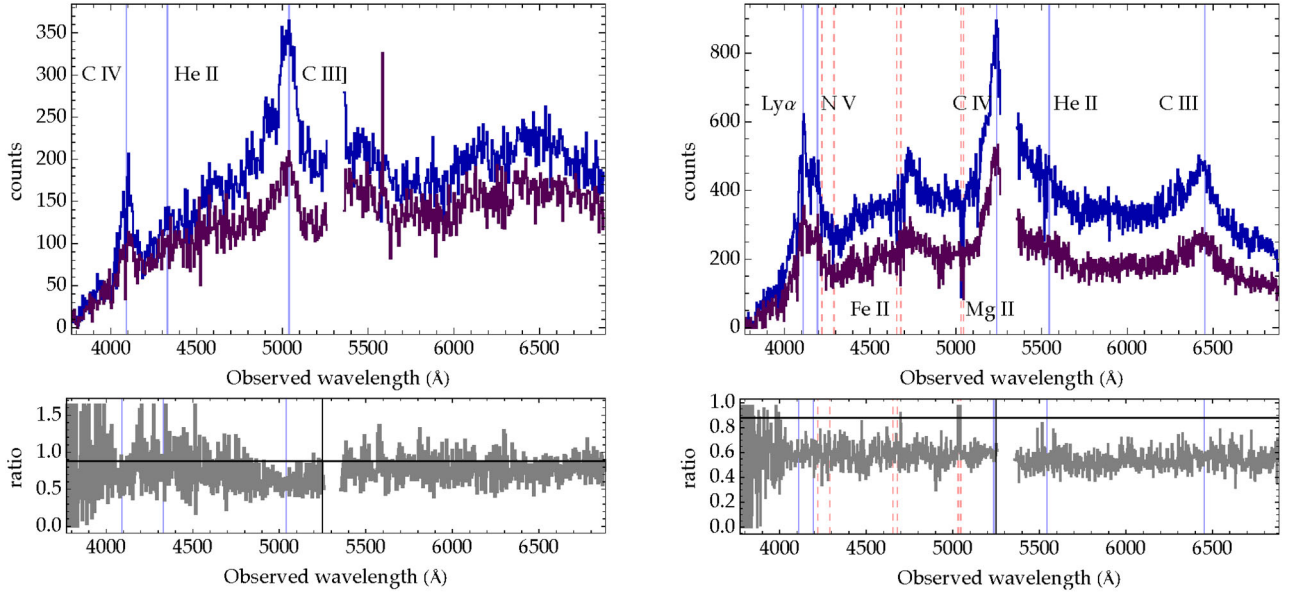 350
300
250
200
150
100
50
0
counts
C IV
He II
C III]
4000 4500 5000 5500 6000 6500
Observed wavelength (Å)
1.5
1.0
0.5
0.0
ratio
4000 4500 5000 5500 6000 6500
Observed wavelength (Å)
800
600
400
200
0
counts
Lyα
N V
C IV
He II
C III
Fe II
Mg II
4000 4500 5000 5500 6000 6500
Observed wavelength (Å)
1.0
0.8
0.6
0.4
0.2
0.0
ratio
4000 4500 5000 5500 6000 6500
Observed wavelength (Å)